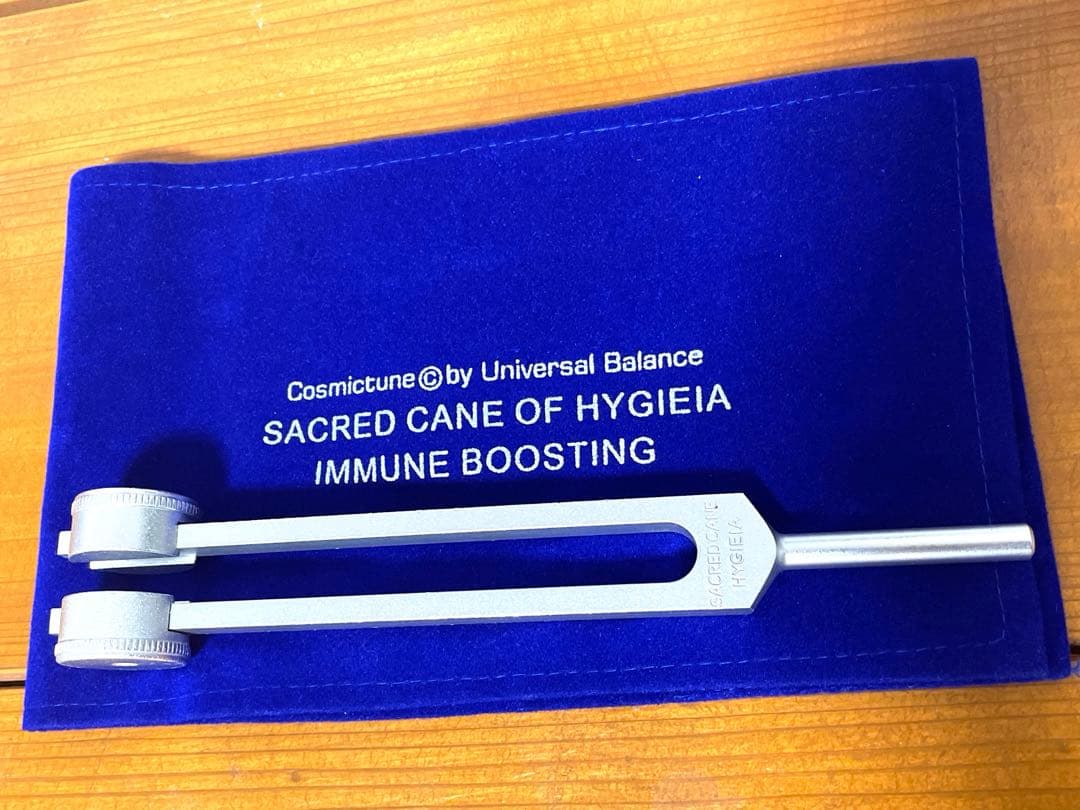 Cosmictune©by Universal Balance
SACRED CANE OF HYGIEIA
IMMUNE BOOSTING
SACRED CANE
HYGIEIA